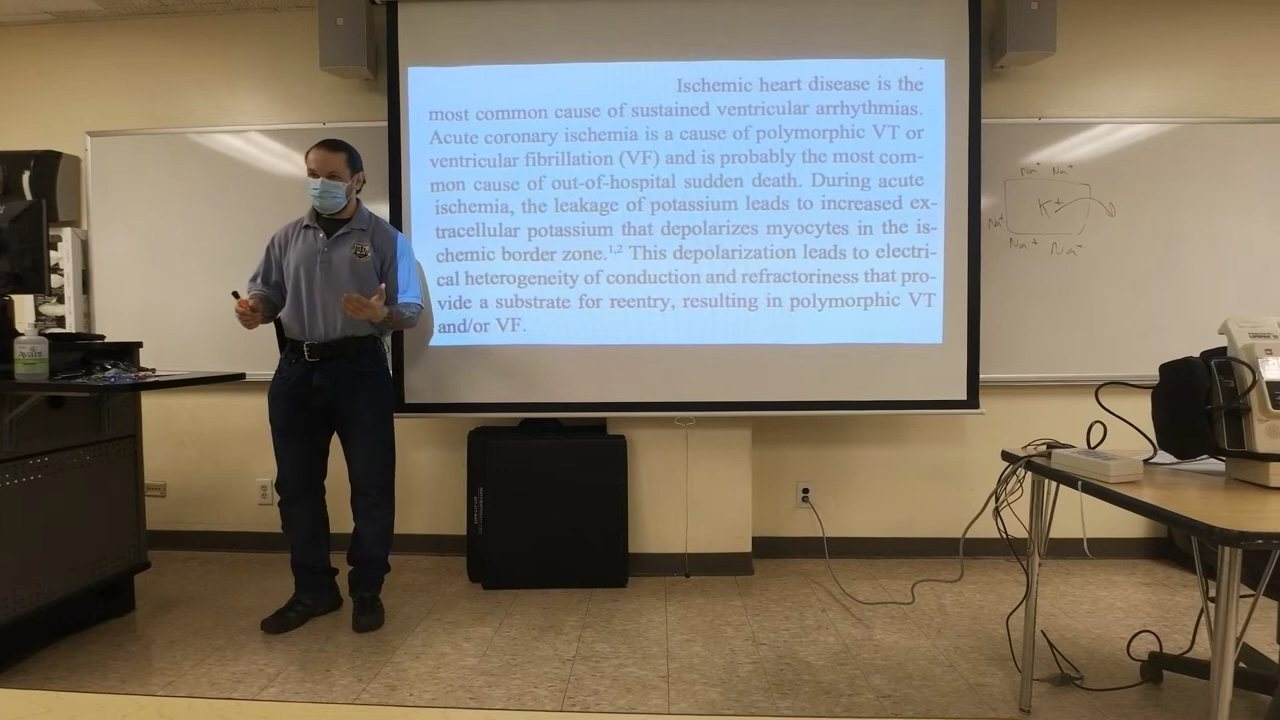 Ischemic heart disease is the
most common cause of sustained ventricular arrhythmias.
Acute coronary ischemia is a cause of polymorphic VT or
ventricular fibrillation (VF) and is probably the most com-
mon cause of out-of-hospital sudden death. During acute
ischemia, the leakage of potassium leads to increased ex-
tracellular potassium that depolarizes myocytes in the is-
chemic border zone.1,2 This depolarization leads to electri-
cal heterogeneity of conduction and refractoriness that pro-
vide a substrate for reentry, resulting in polymorphic VT
and/or VF.
Na+ Na+
K+
Na+
Na+ Na+
Avant